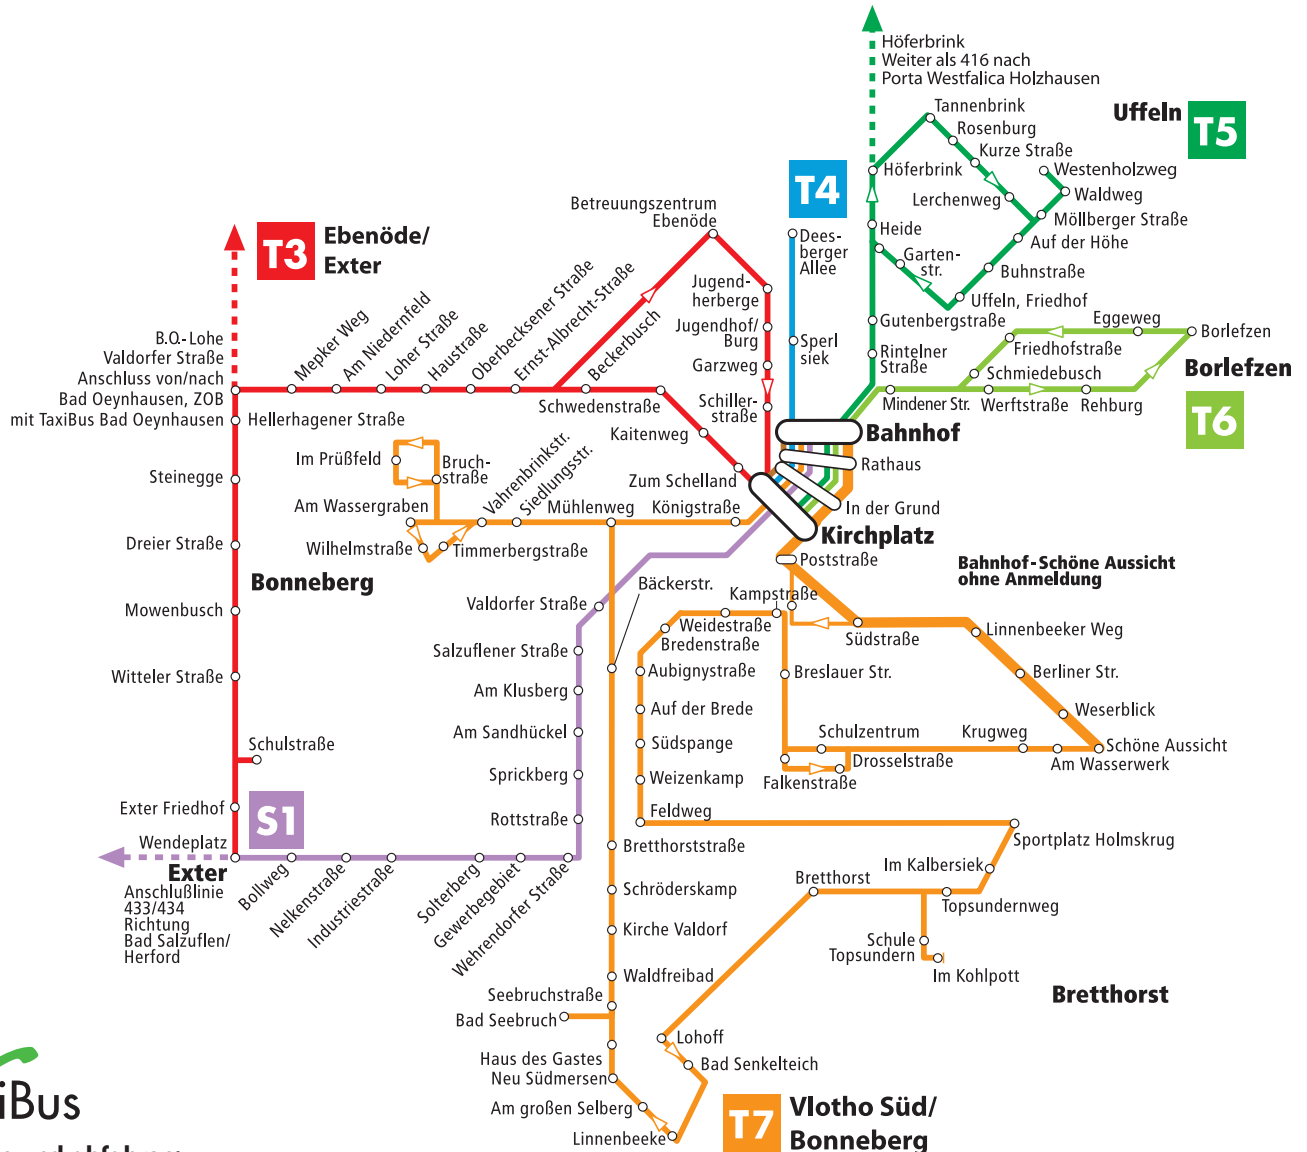 Höferbrink
Weiter als 416 nach
Porta Westfalica Holzhausen
Uffeln
T5
Tannenbrink
Rosenburg
Kurze Straße
Westenholzweg
Höferbrink
Lerchenweg
Waldweg
Möllberger Straße
Heide
Auf der Höhe
Garten-
str.
Buhnstraße
Uffeln, Friedhof
Gutenbergstraße
Rintelner
Straße
T4
Dees-
berger
Allee
Sperl
siek
Eggeweg
Borlefzen
Friedhofstraße
Schmiedebusch
Borlefzen
Mindener Str.
Werftstraße
Rehburg
T6
Betreuungszentrum
Ebenöde
T3
Ebenöde/
Exter
Jugend-
herberge
Jugendhof/
Burg
Garzweg
Schiller-
straße
B.O.- Lohe
Valdorfer Straße
Anschluss von/nach
Bad Oeynhausen, ZOB
mit TaxiBus Bad Oeynhausen
Mepker Weg
Am Niedernfeld
Loher Straße
Haustraße
Oberbecksener Straße
Ernst-Albrecht-Straße
Beckerbusch
Schwedenstraße
Kaitenweg
Zum Schelland
Hellerhagener Straße
Steinegge
Dreier Straße
Mowenbusch
Witteler Straße
Schulstraße
Exter Friedhof
Wendeplatz
Exter
Anschlußlinie
433/434
Richtung
Bad Salzuflen/
Herford
S1
Bahnhof
Rathaus
In der Grund
Kirchplatz
Poststraße
Im Prüßfeld
Bruch-
straße
Am Wassergraben
Vahrenbrinkstr.
Siedlungsstr.
Mühlenweg
Königstraße
Wilhelmstraße
Timmerbergstraße
Bonneberg
Bäckerstr.
Valdorfer Straße
Salzuflener Straße
Am Klusberg
Am Sandhückel
Sprickberg
Rottstraße
Bollweg
Nelkenstraße
Industriestraße
Solterberg
Gewerbegebiet
Wehrendorfer Straße
Bahnhof-Schöne Aussicht
ohne Anmeldung
Kampstraße
Weidestraße
Bredenstraße
Südstraße
Linnenbeeker Weg
Aubignystraße
Breslauer Str.
Berliner Str.
Auf der Brede
Weserblick
Südspange
Schulzentrum
Krugweg
Schöne Aussicht
Weizenkamp
Falkenstraße
Drosselstraße
Am Wasserwerk
Feldweg
Sportplatz Holmskrug
Bretthorststraße
Im Kalbersiek
Schröderskamp
Bretthorst
Topsundernweg
Kirche Valdorf
Schule
Topsundern
Im Kohlpott
Waldfreibad
Bretthorst
Seebruchstraße
Bad Seebruch
Haus des Gastes
Neu Südmersen
Lohoff
Bad Senkelteich
Am großen Selberg
Linnenbeeke
T7
Vlotho Süd/
Bonneberg
iBus